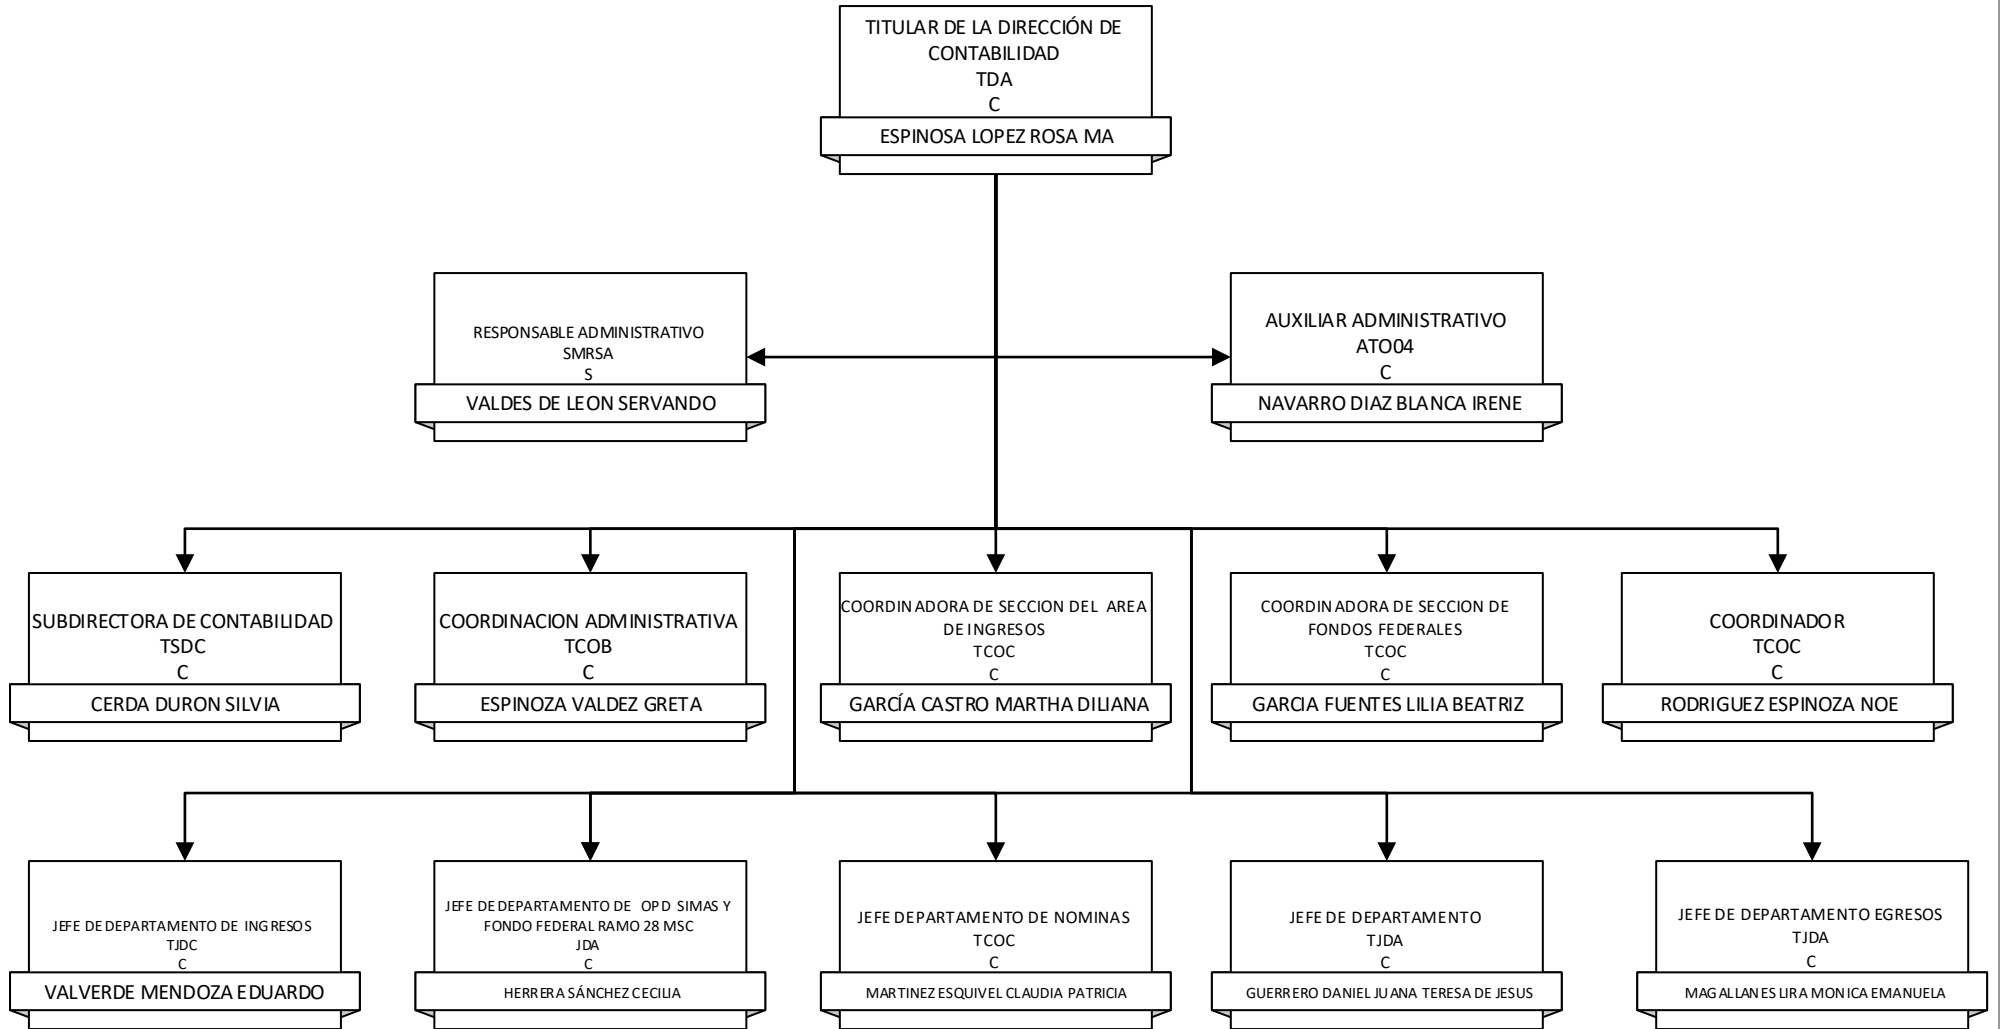 TITULAR DE LA DIRECCIÓN DE
CONTABILIDAD
TDA
C
ESPINOSA LOPEZ ROSA MA
RESPONSABLE ADMINISTRATIVO
SMRSA
S
VALDES DE LEON SERVANDO
AUXILIAR ADMINISTRATIVO
ATO04
C
NAVARRO DIAZ BLANCA IRENE
SUBDIRECTORA DE CONTABILIDAD
TSDC
C
CERDA DURON SILVIA
COORDINACION ADMINISTRATIVA
TCOB
C
ESPINOZA VALDEZ GRETA
COORDINADORA DE SECCION DEL AREA
DE INGRESOS
TCOC
C
GARCÍA CASTRO MARTHA DILIANA
COORDINADORA DE SECCION DE
FONDOS FEDERALES
TCOC
C
GARCIA FUENTES LILIA BEATRIZ
COORDINADOR
TCOC
C
RODRIGUEZ ESPINOZA NOE
JEFE DE DEPARTAMENTO DE INGRESOS
TJDC
C
VALVERDE MENDOZA EDUARDO
JEFE DE DEPARTAMENTO DE OPD SIMAS Y
FONDO FEDERAL RAMO 28 MSC
JDA
C
HERRERA SÁNCHEZ CECILIA
JEFE DEPARTAMENTO DE NOMINAS
TCOC
C
MARTINEZ ESQUIVEL CLAUDIA PATRICIA
JEFE DE DEPARTAMENTO
TJDA
C
GUERRERO DANIEL JUANA TERESA DE JESUS
JEFE DE DEPARTAMENTO EGRESOS
TJDA
C
MAGALLANES LIRA MONICA EMANUELA